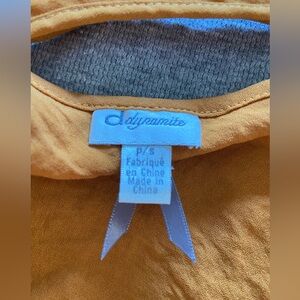 d dynamite
P/S
Fabriqué
en Chine
Made in
China